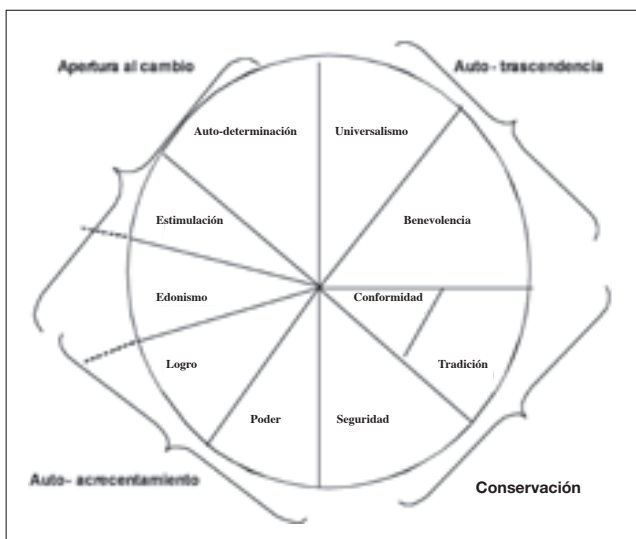 Apertura al cambio
Auto - trascendencia
Auto-determinación
Universalismo
Estimulación
Benevolencia
Edonismo
Conformidad
Logro
Tradición
Poder
Seguridad
Auto- acrecentamiento
Conservación